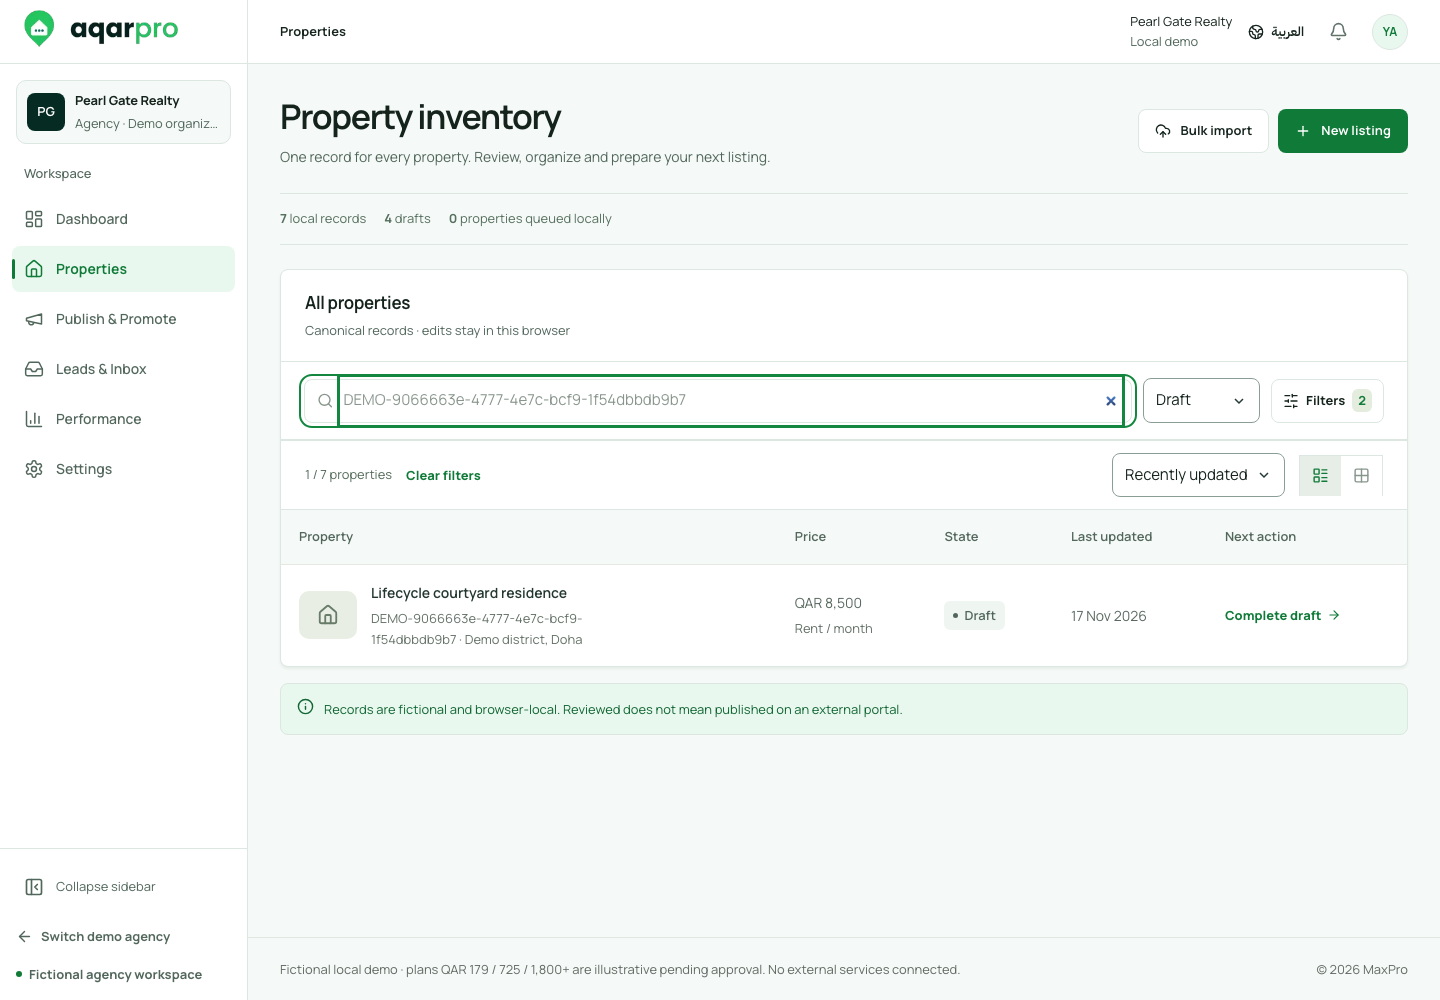 aqarpro
Properties
Pearl Gate Realty
Local demo
العربية
YA
PG
Pearl Gate Realty
Agency · Demo organiz...
Workspace
Dashboard
Properties
Publish & Promote
Leads & Inbox
Performance
Settings
Collapse sidebar
Switch demo agency
Fictional agency workspace
Property inventory
One record for every property. Review, organize and prepare your next listing.
Bulk import
New listing
7 local records 4 drafts 0 properties queued locally
All properties
Canonical records · edits stay in this browser
DEMO-9066663e-4777-4e7c-bcf9-1f54dbbdb9b7
Draft
Filters 2
1 / 7 properties Clear filters
Recently updated
Property Price State Last updated Next action
Lifecycle courtyard residence
DEMO-9066663e-4777-4e7c-bcf9-
1f54dbbdb9b7 · Demo district, Doha
QAR 8,500
Rent / month
Draft
17 Nov 2026
Complete draft
Records are fictional and browser-local. Reviewed does not mean published on an external portal.
Fictional local demo · plans QAR 179 / 725 / 1,800+ are illustrative pending approval. No external services connected.
© 2026 MaxPro